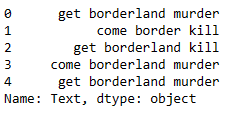 0 get borderland murder
1 come border kill
2 get borderland kill
3 come borderland murder
4 get borderland murder
Name: Text, dtype: object